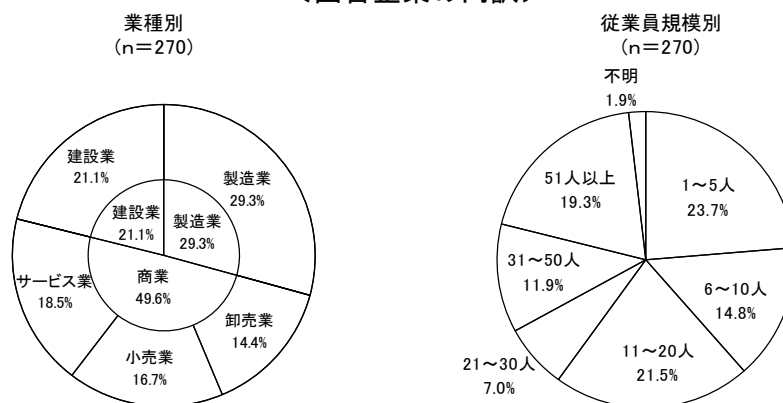 業種別
(n=270)
建設業
21.1%
製造業
29.3%
建設業
21.1%
製造業
29.3%
商業
49.6%
サービス業
18.5%
卸売業
14.4%
小売業
16.7%
従業員規模別
(n=270)
不明
1.9%
51人以上
19.3%
1~5人
23.7%
31~50人
11.9%
6~10人
14.8%
21~30人
7.0%
11~20人
21.5%